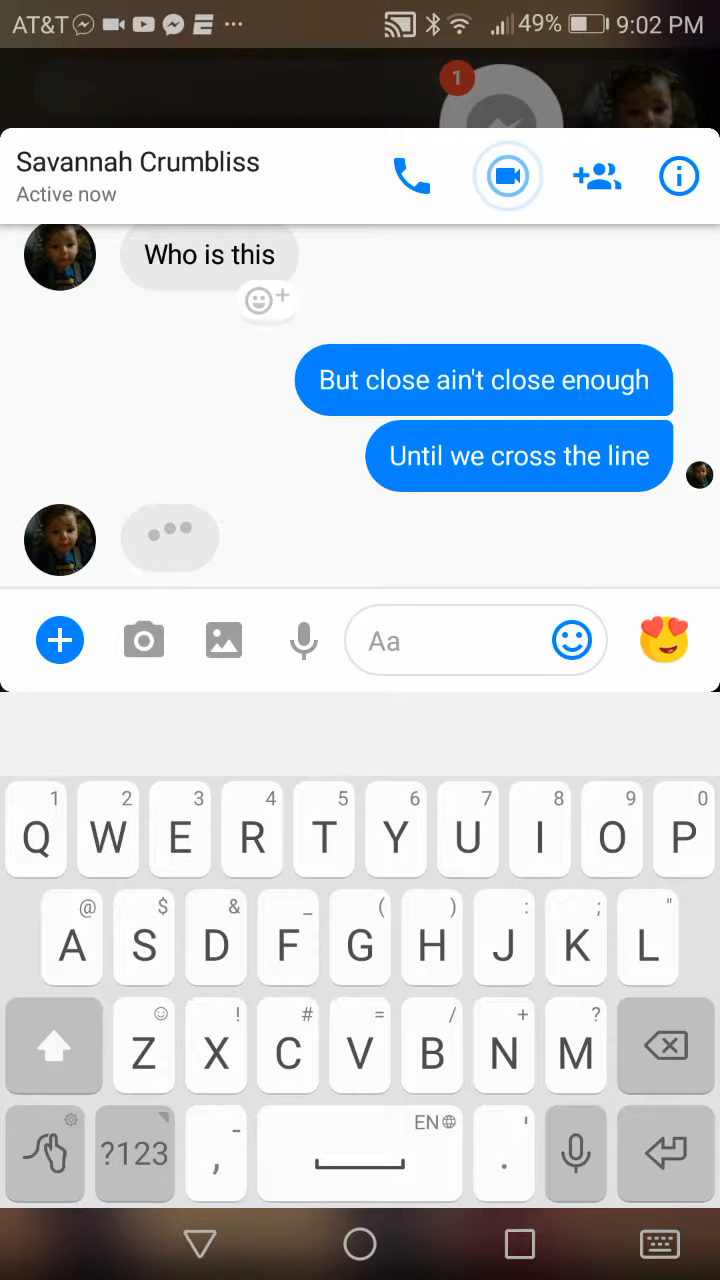 AT&T 49% 9:02 PM
1
Savannah Crumbliss
Active now
Who is this
But close ain't close enough
Until we cross the line
Aa
1 2 3 4 5 6 7 8 9 0
Q W E R T Y U I O P
@ $ & _ ( ) : ; "
A S D F G H J K L
! # = / + ?
Z X C V B N M
- EN '
?123 , .